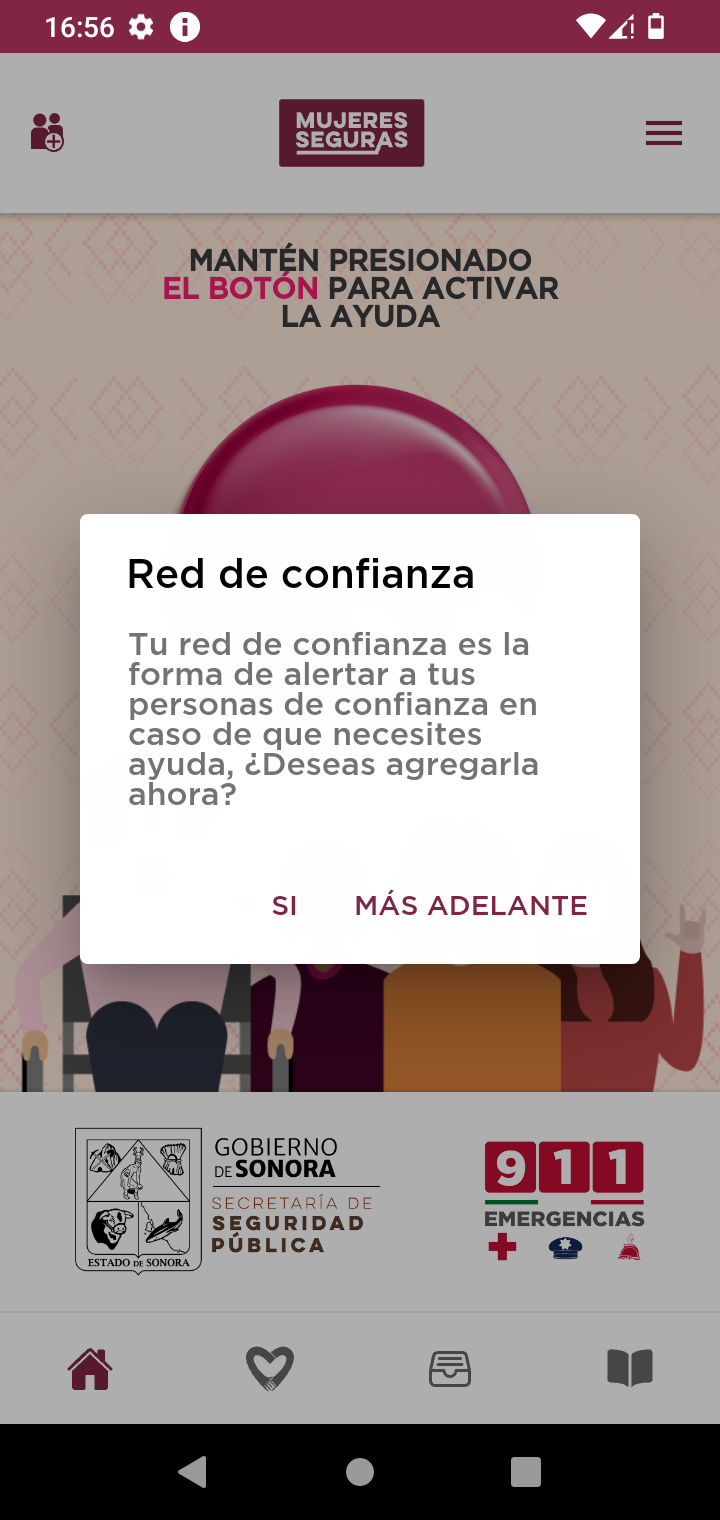 16:56
MUJERES
SEGURAS
MANTÉN PRESIONADO
EL BOTÓN PARA ACTIVAR
LA AYUDA
Red de confianza
Tu red de confianza es la
forma de alertar a tus
personas de confianza en
caso de que necesites
ayuda, ¿Deseas agregarla
ahora?
SI MÁS ADELANTE
GOBIERNO
DE SONORA
SECRETARÍA DE
SEGURIDAD
PÚBLICA
ESTADO DE SONORA
911
EMERGENCIAS